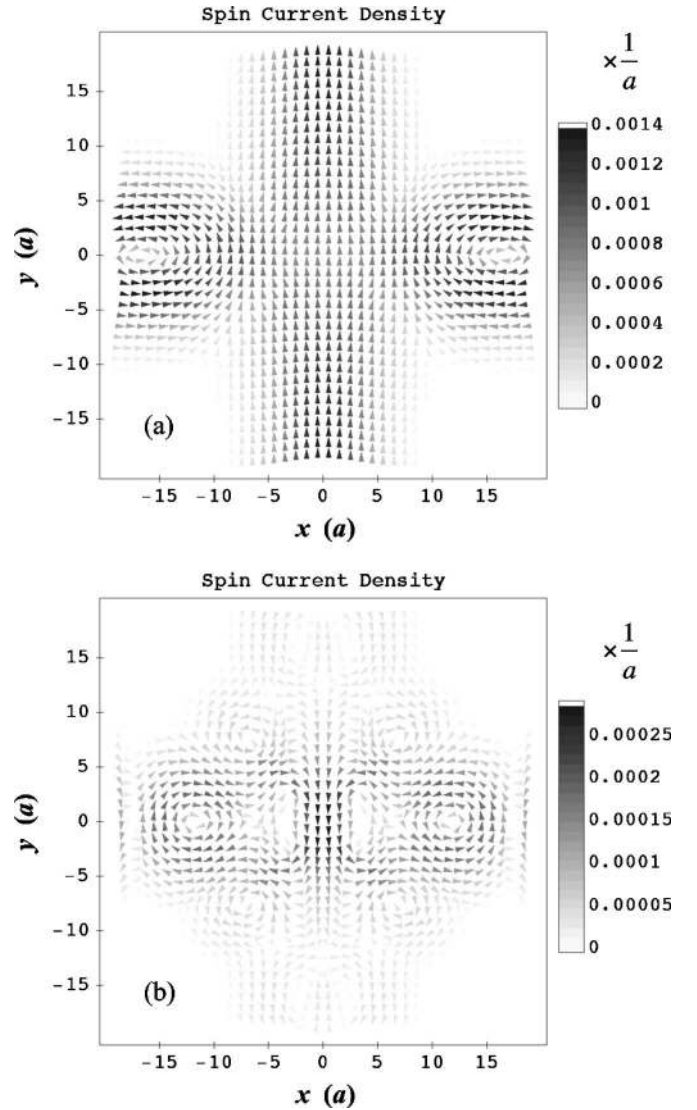 Spin Current Density
× 1/a
0.0014
0.0012
0.001
0.0008
0.0006
0.0004
0.0002
0
15
10
5
0
-5
-10
-15
y (a)
(a)
-15 -10 -5 0 5 10 15
x (a)
Spin Current Density
× 1/a
0.00025
0.0002
0.00015
0.0001
0.00005
0
15
10
5
0
-5
-10
-15
y (a)
(b)
-15 -10 -5 0 5 10 15
x (a)